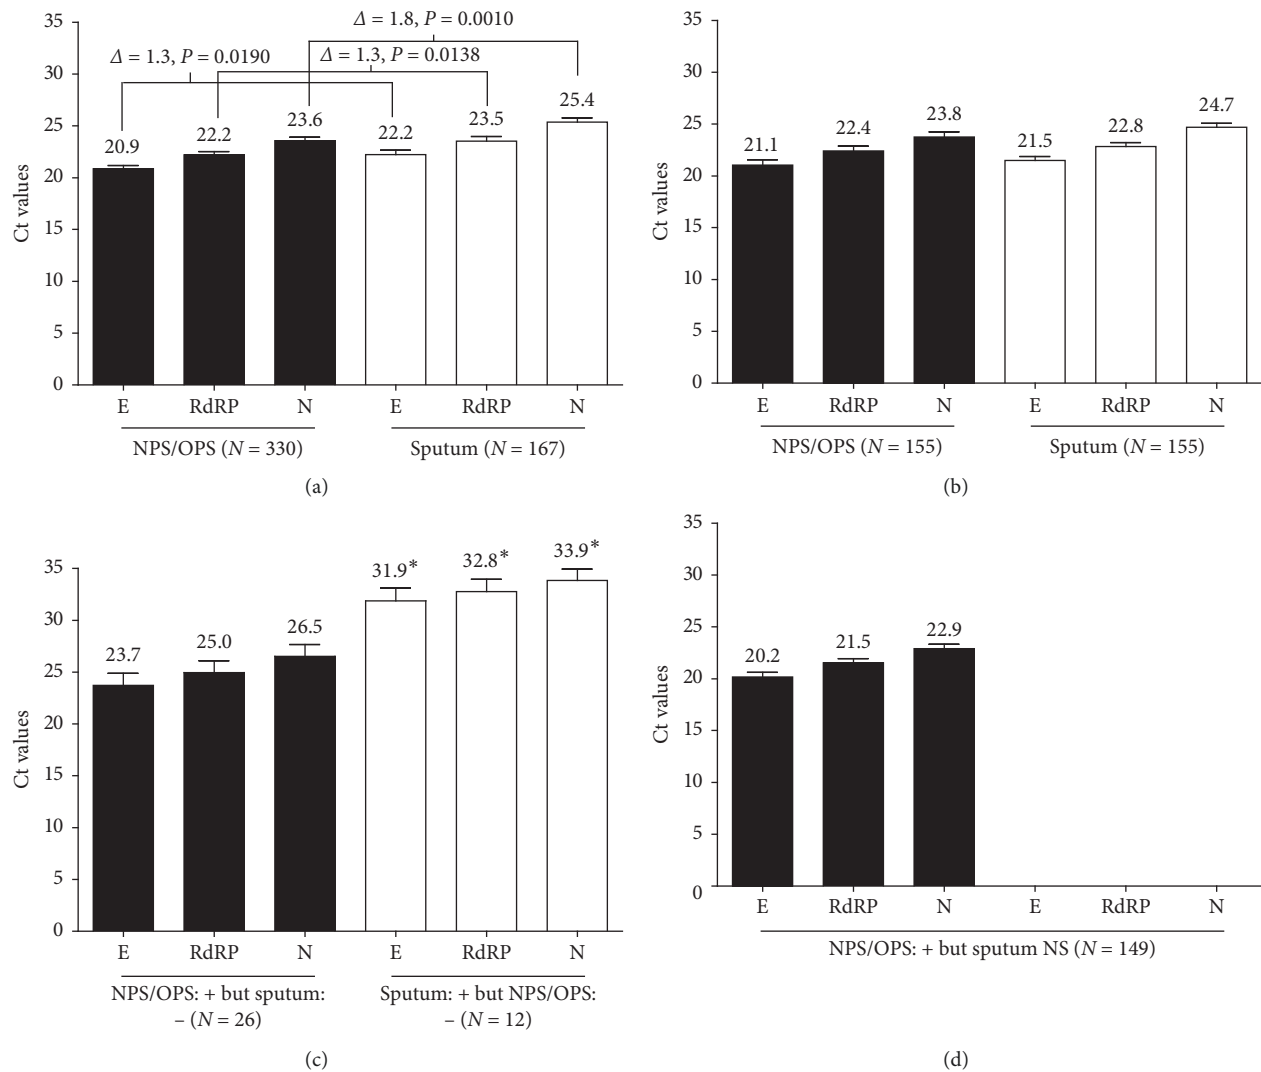 Δ = 1.8, P = 0.0010
Δ = 1.3, P = 0.0190
Δ = 1.3, P = 0.0138
35
30
25
20
15
10
5
0
Ct values
20.9
22.2
23.6
22.2
23.5
25.4
E RdRP N E RdRP N
NPS/OPS (N = 330) Sputum (N = 167)
(a)
35
30
25
20
15
10
5
0
Ct values
21.1
22.4
23.8
21.5
22.8
24.7
E RdRP N E RdRP N
NPS/OPS (N = 155) Sputum (N = 155)
(b)
35
30
25
20
15
10
5
0
Ct values
23.7
25.0
26.5
31.9*
32.8*
33.9*
E RdRP N E RdRP N
NPS/OPS: + but sputum:
– (N = 26)
Sputum: + but NPS/OPS:
– (N = 12)
(c)
35
30
25
20
15
10
5
0
Ct values
20.2
21.5
22.9
E RdRP N E RdRP N
NPS/OPS: + but sputum NS (N = 149)
(d)